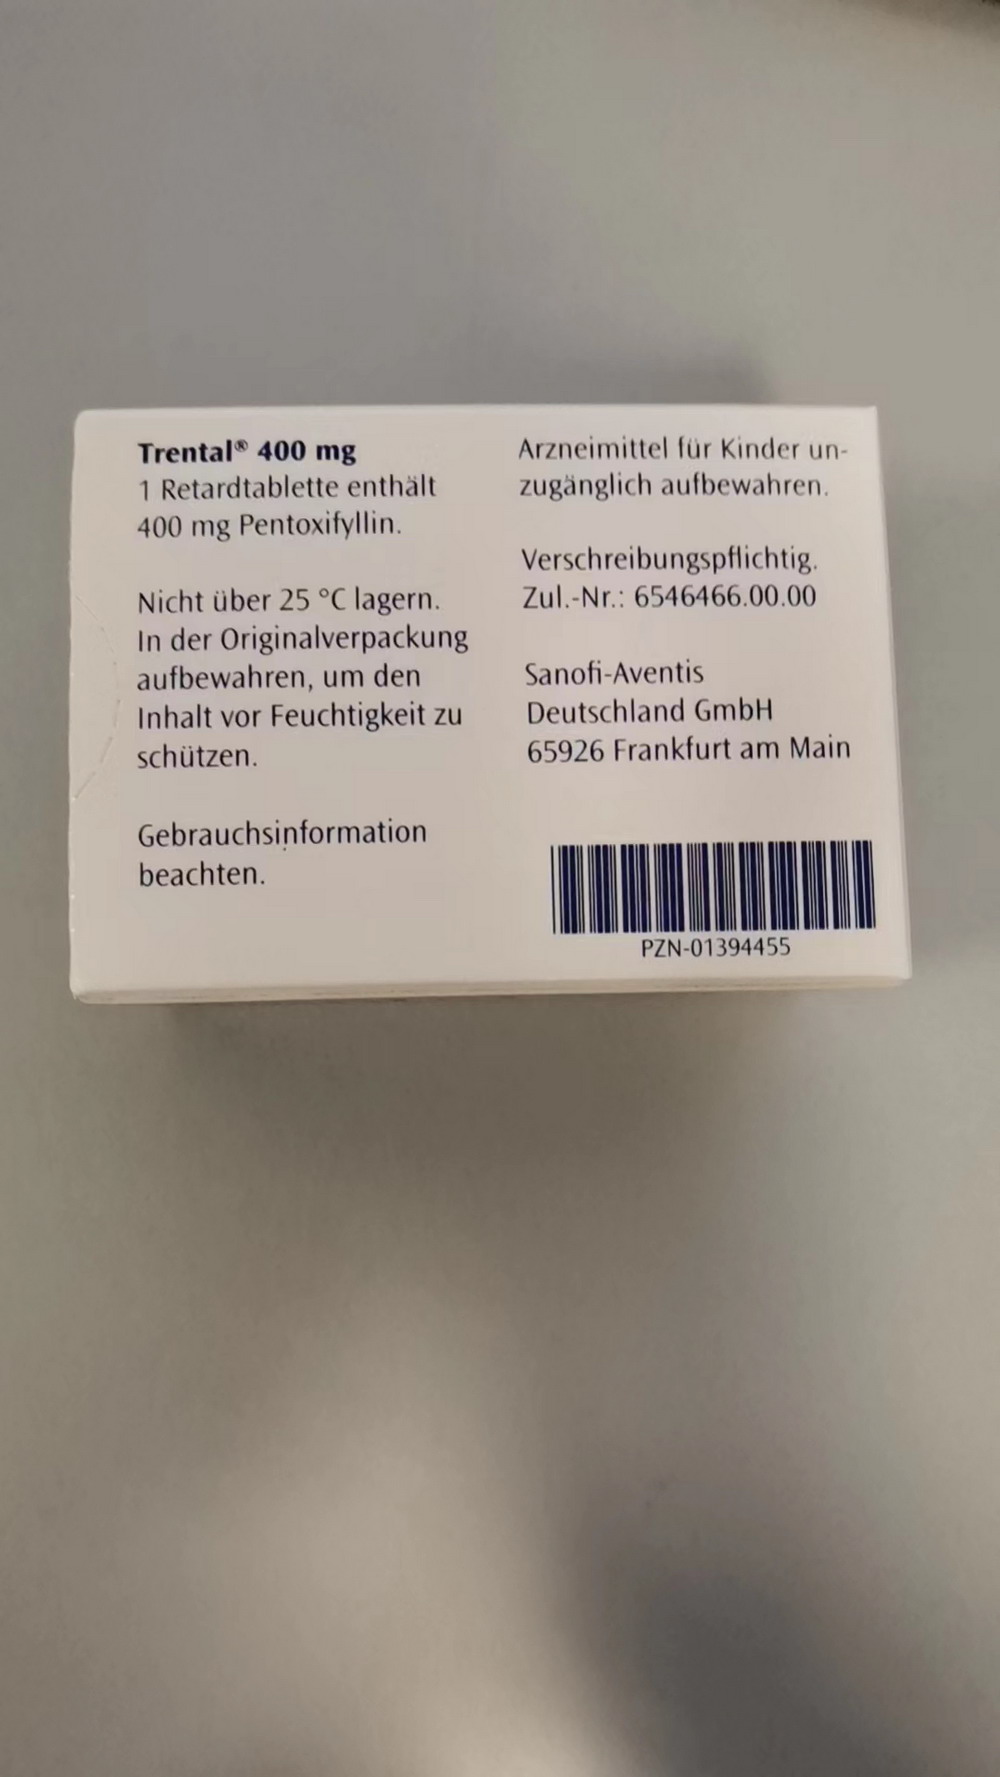 Trental® 400 mg
1 Retardtablette enthält
400 mg Pentoxifyllin.
Nicht über 25 °C lagern.
In der Originalverpackung
aufbewahren, um den
Inhalt vor Feuchtigkeit zu
schützen.
Gebrauchsinformation
beachten.
Arzneimittel für Kinder un-
zugänglich aufbewahren.
Verschreibungspflichtig.
Zul.-Nr.: 6546466.00.00
Sanofi-Aventis
Deutschland GmbH
65926 Frankfurt am Main
PZN-01394455